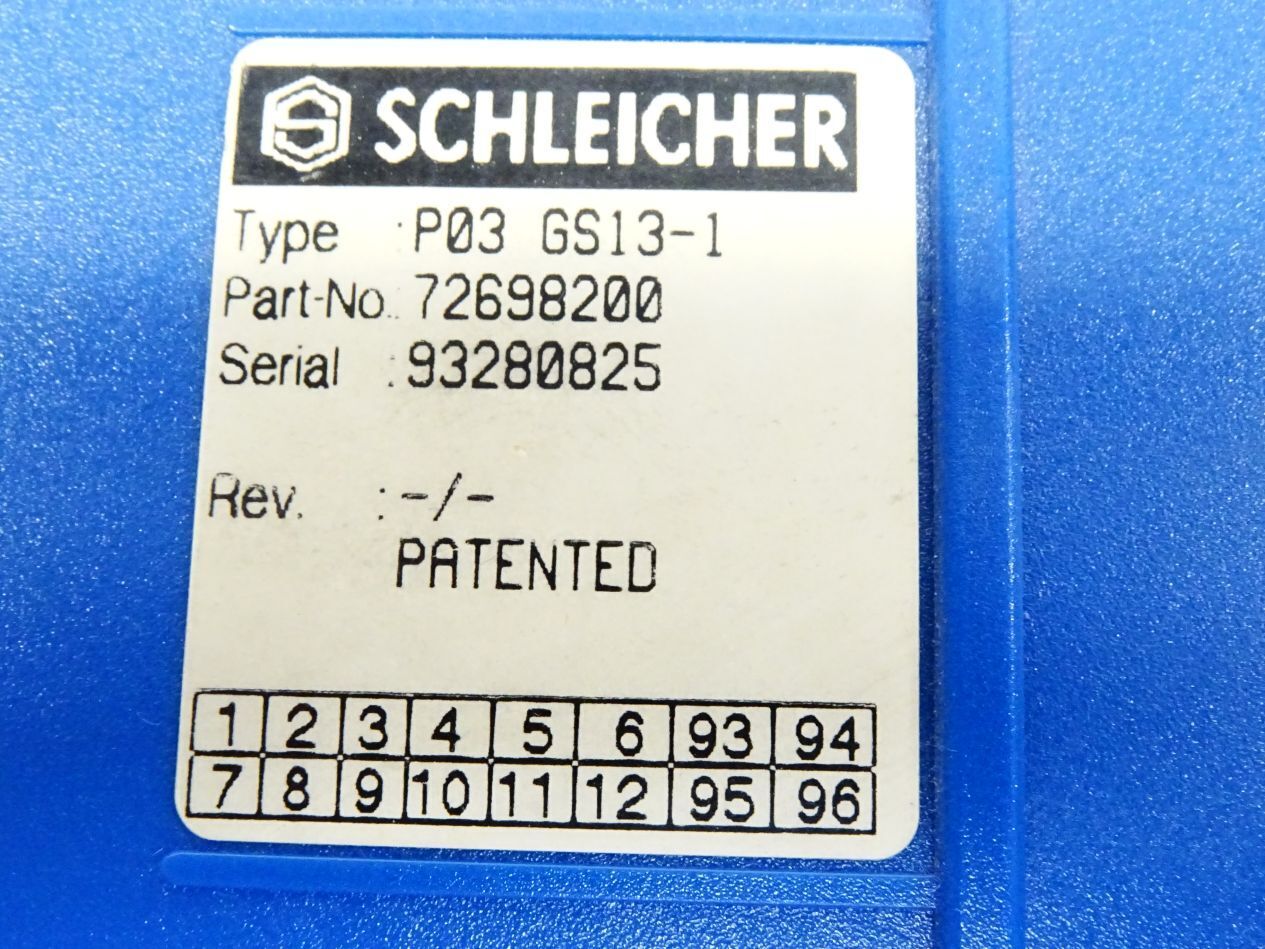 SCHLEICHER
Type : P03 GS13-1
Part-No. : 72698200
Serial : 93280825
Rev. : -/-
PATENTED
1 2 3 4 5 6 93 94
7 8 9 10 11 12 95 96